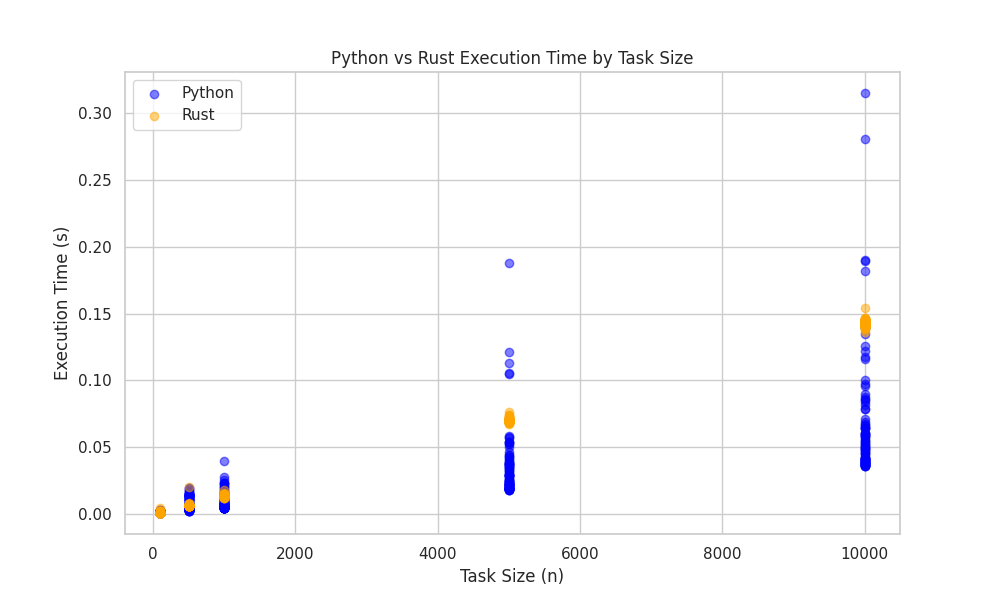 Python vs Rust Execution Time by Task Size
Python
Rust
Execution Time (s)
0.30
0.25
0.20
0.15
0.10
0.05
0.00
0
2000
4000
6000
8000
10000
Task Size (n)